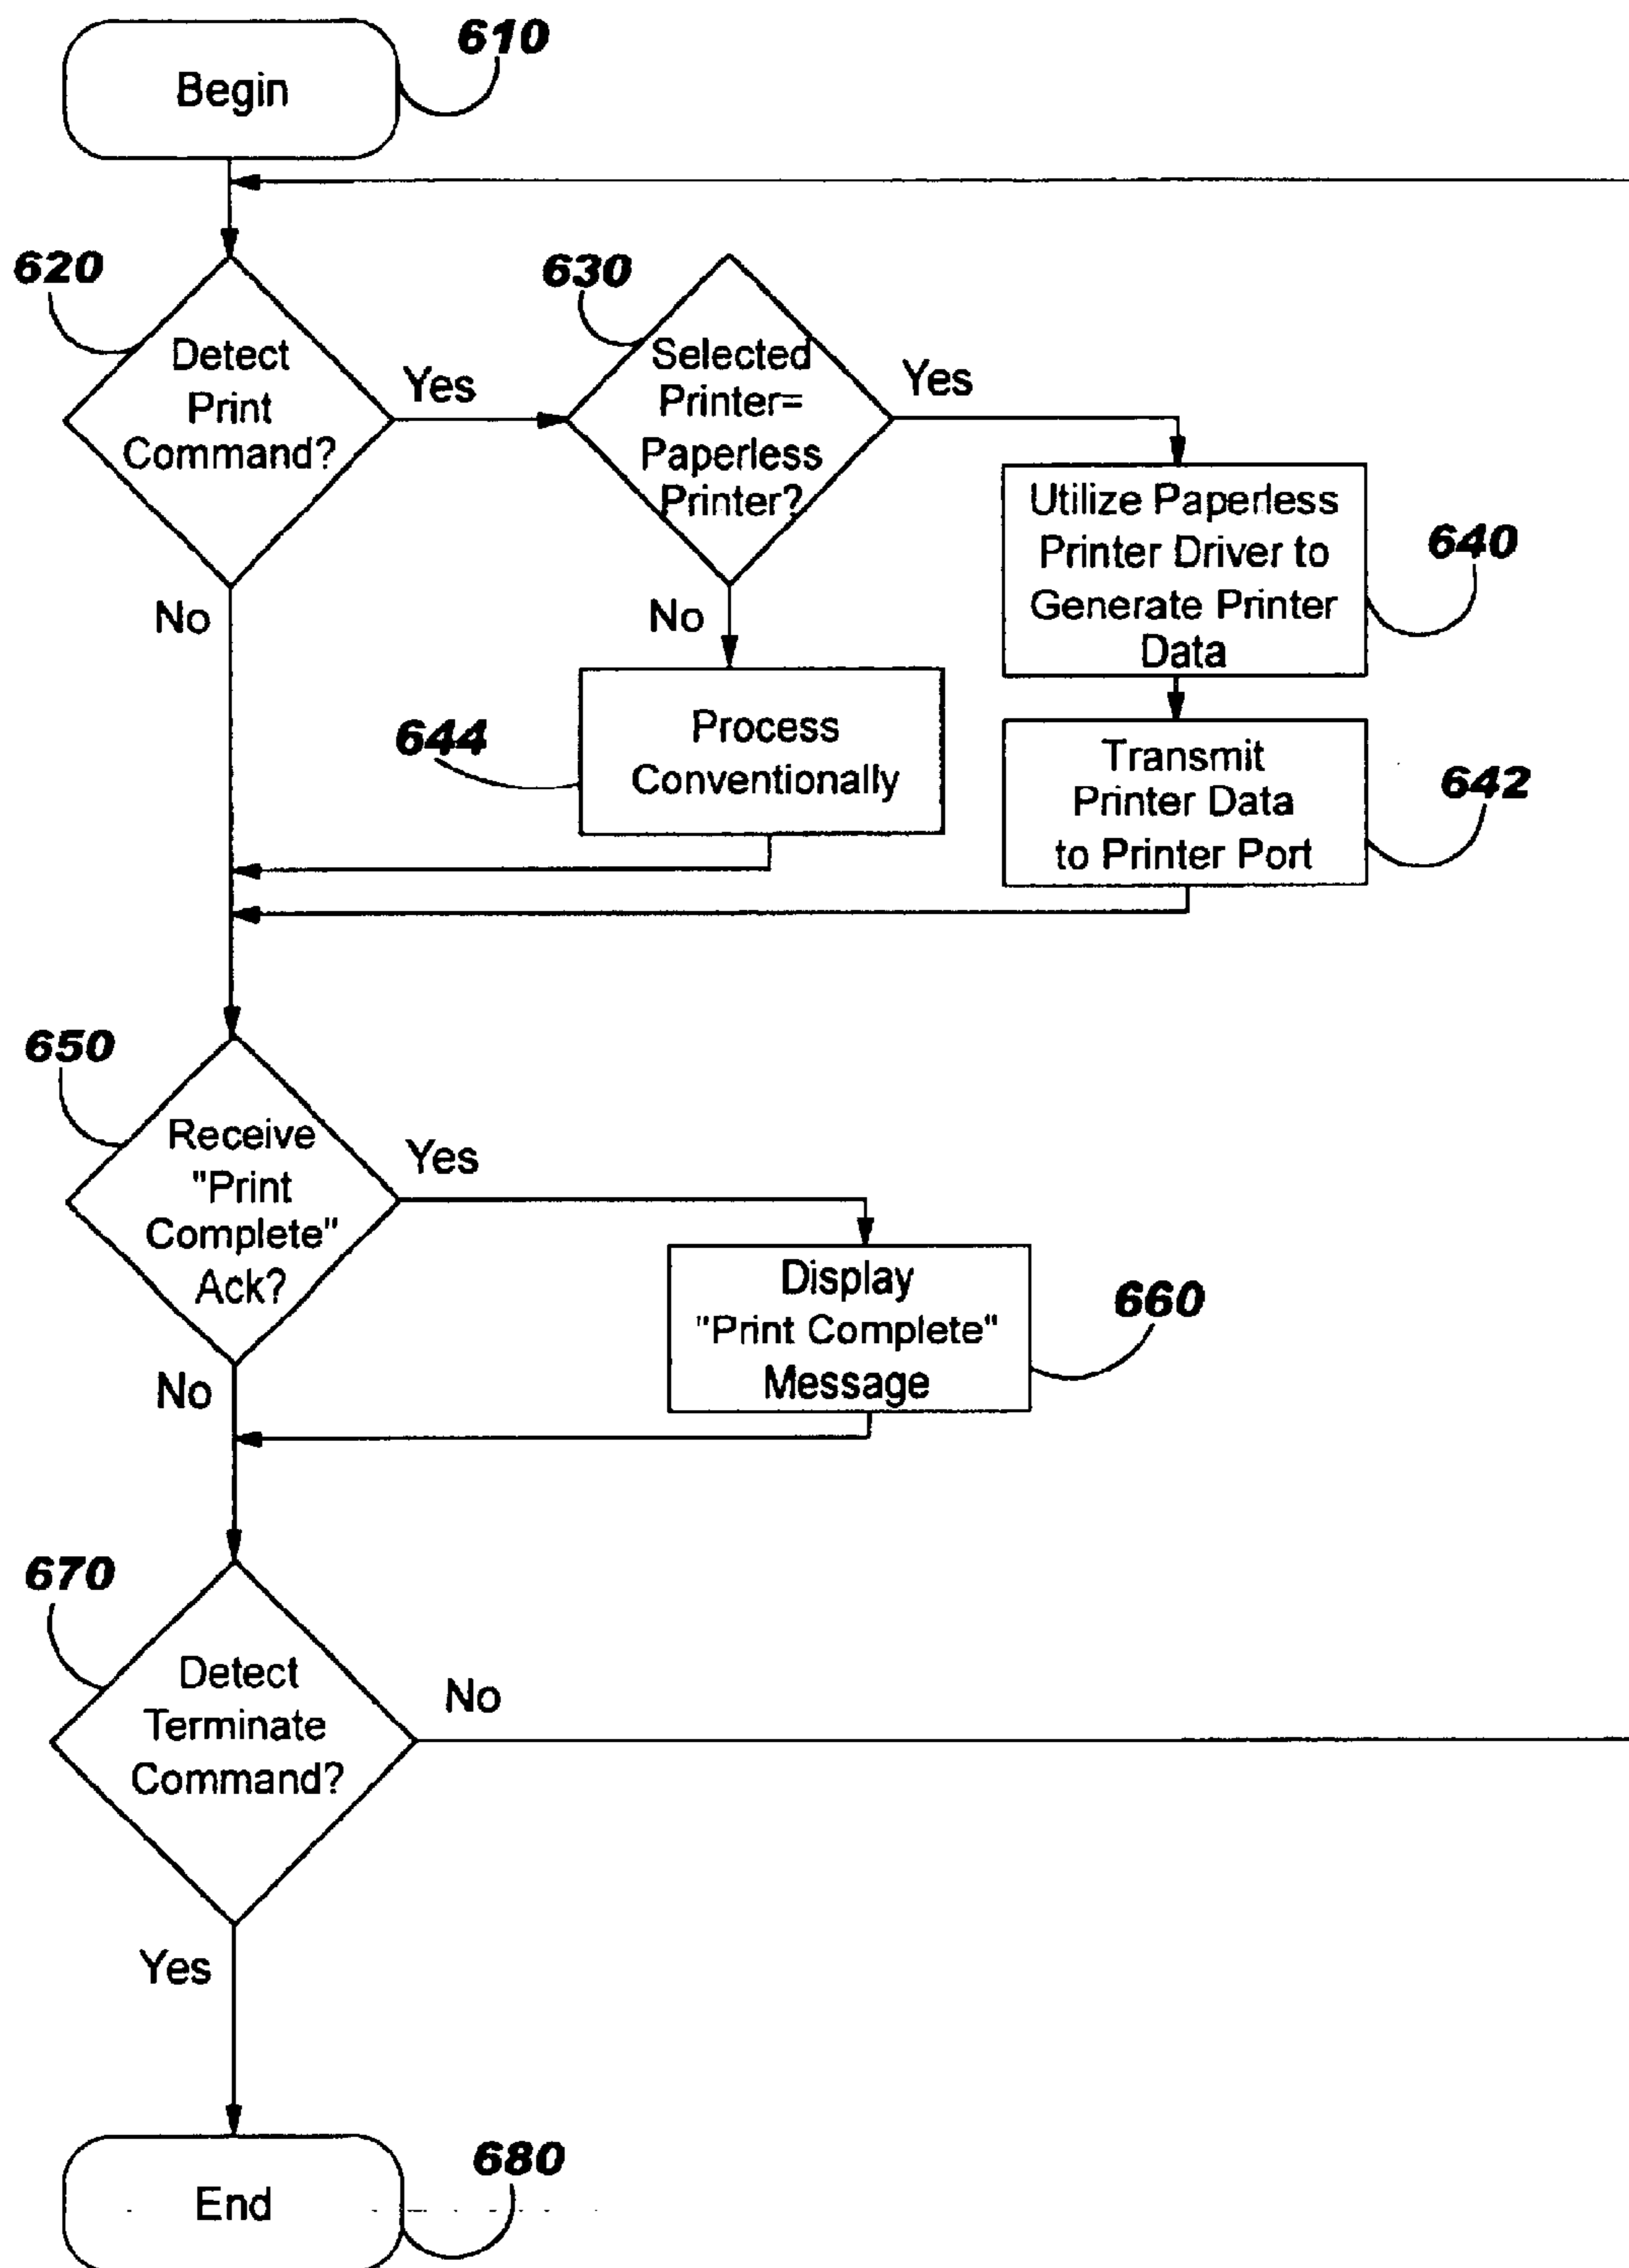 610
Begin
620
Detect
Print
Command?
Yes
No
630
Selected
Printer=
Paperless
Printer?
Yes
No
Utilize Paperless
Printer Driver to
Generate Printer
Data
640
644
Process
Conventionally
Transmit
Printer Data
to Printer Port
642
650
Receive
"Print
Complete"
Ack?
Yes
No
Display
"Print Complete"
Message
660
670
Detect
Terminate
Command?
No
Yes
End
680